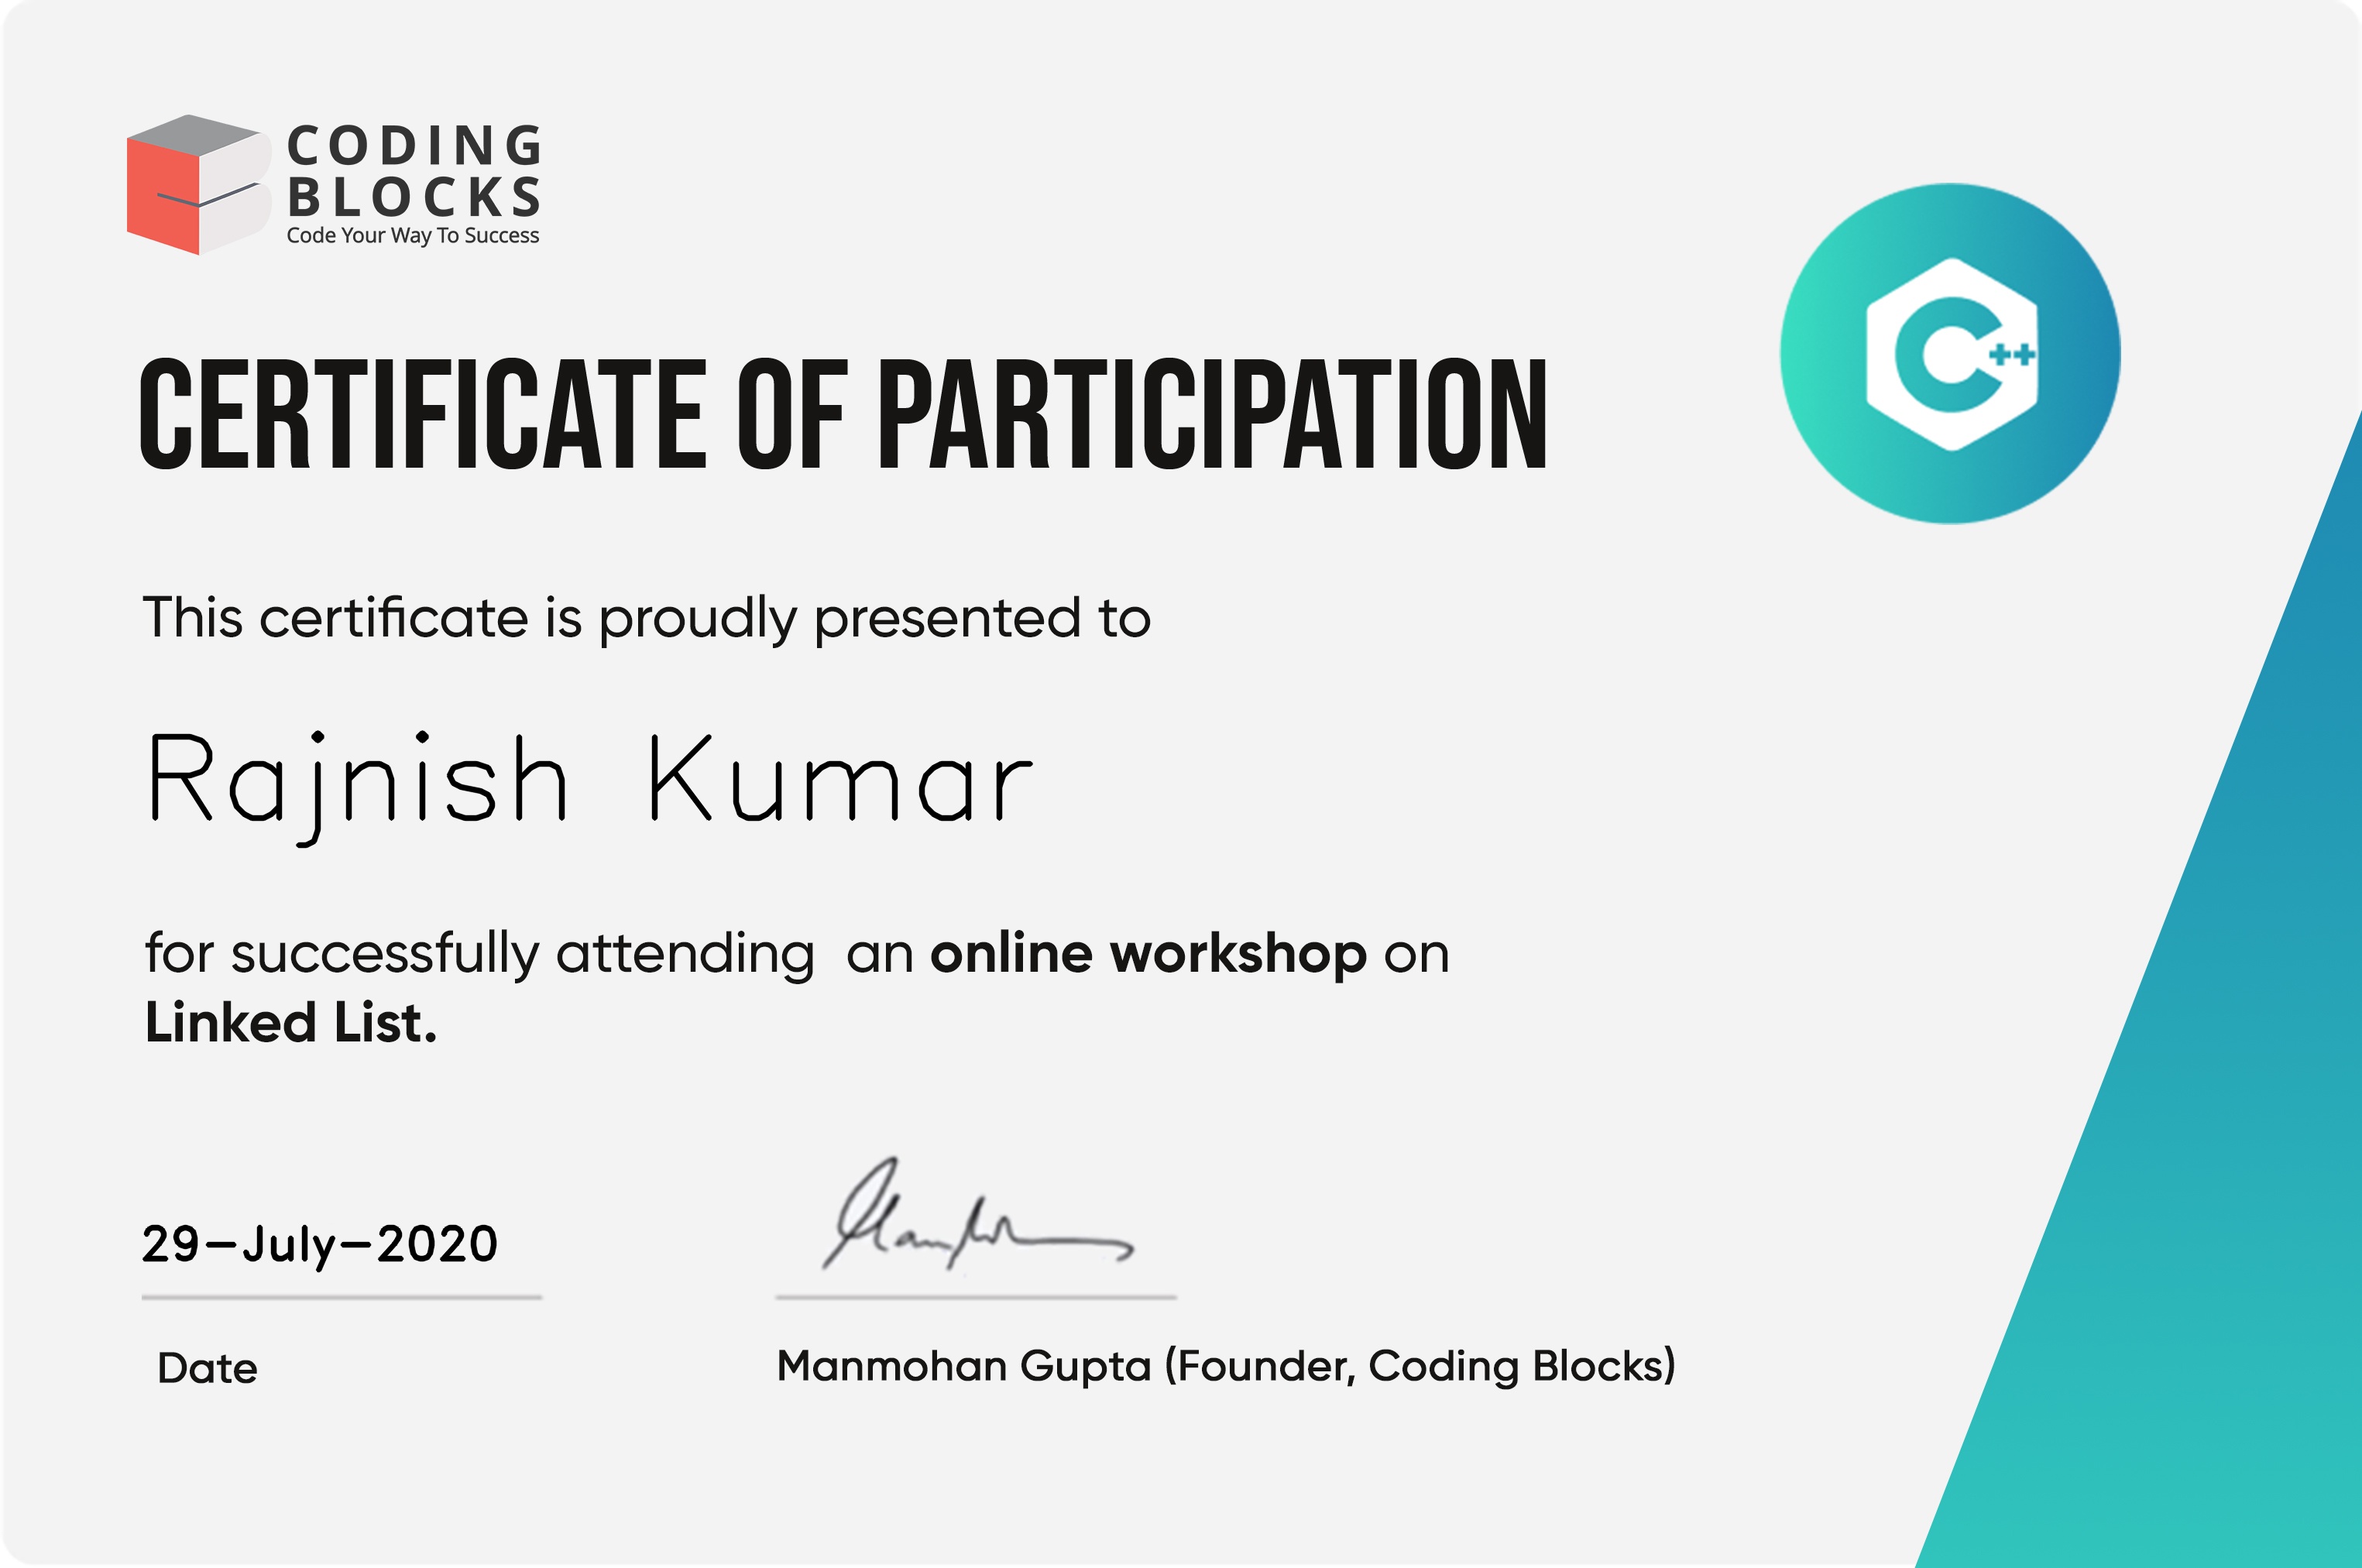 CODING
BLOCKS
Code Your Way To Success
C++
CERTIFICATE OF PARTICIPATION
This certificate is proudly presented to
Rajnish Kumar
for successfully attending an online workshop on
Linked List.
29-July-2020
Date
Manmohan Gupta (Founder, Coding Blocks)